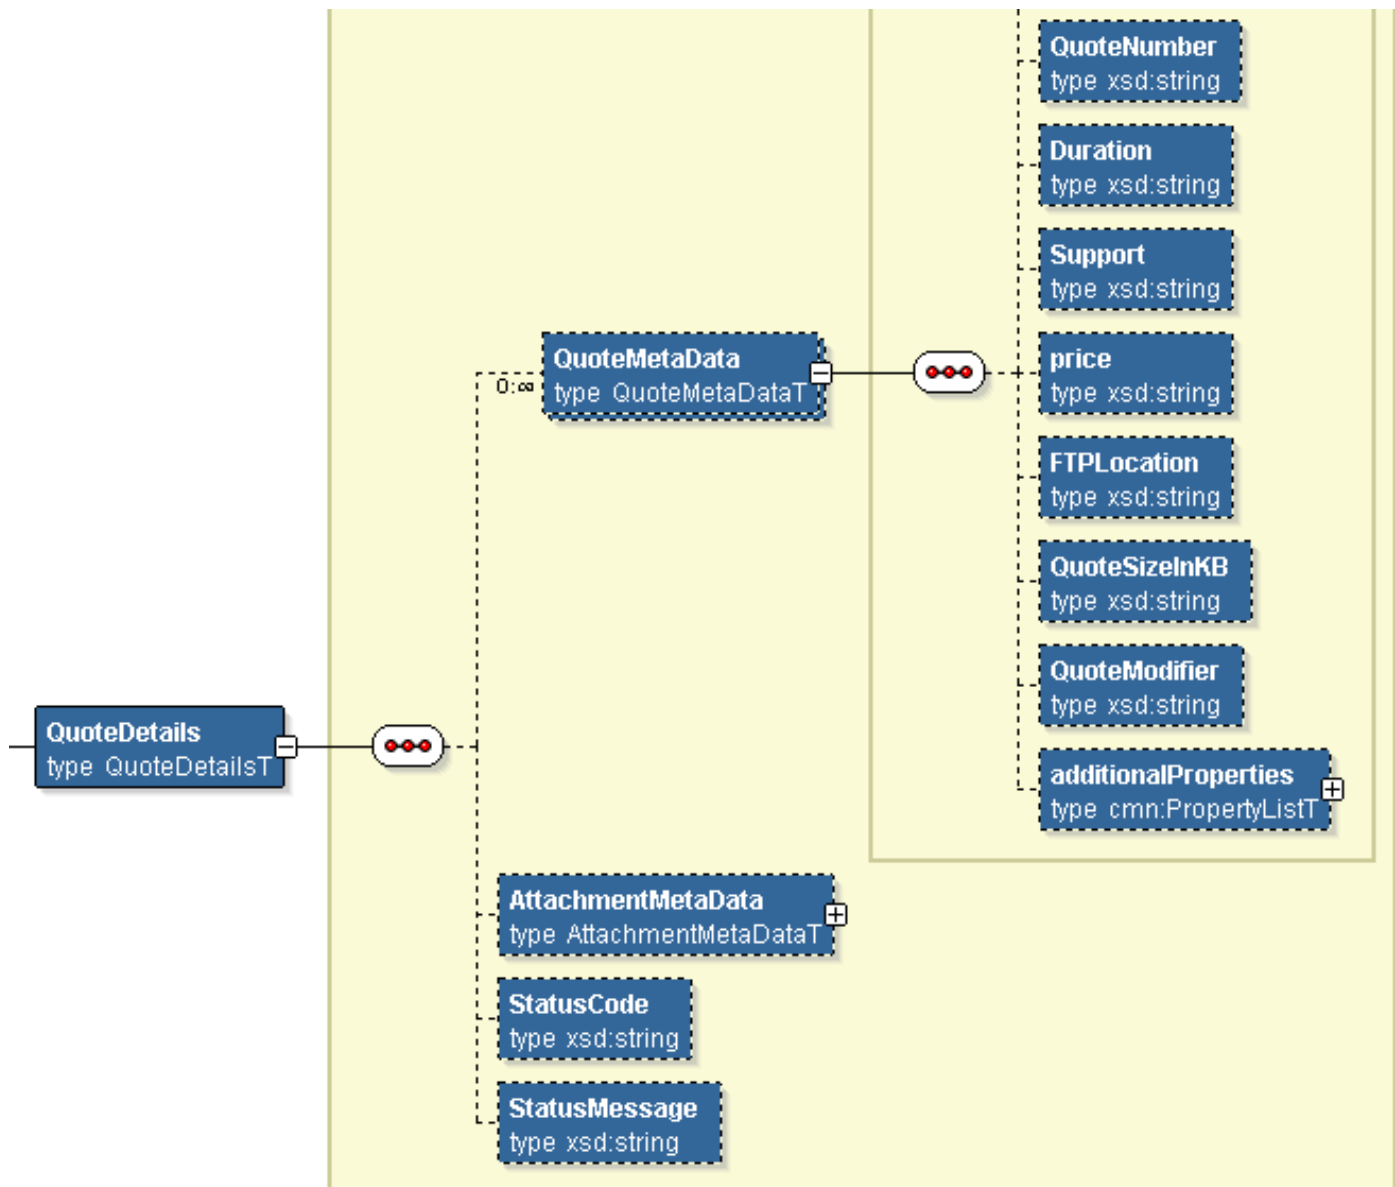 QuoteNumber
type xsd:string
Duration
type xsd:string
Support
type xsd:string
QuoteMetaData
type QuoteMetaDataT
0:∞
price
type xsd:string
FTPLocation
type xsd:string
QuoteSizeInKB
type xsd:string
QuoteModifier
type xsd:string
QuoteDetails
type QuoteDetailsT
additionalProperties
type cmn:PropertyListT
AttachmentMetaData
type AttachmentMetaDataT
StatusCode
type xsd:string
StatusMessage
type xsd:string